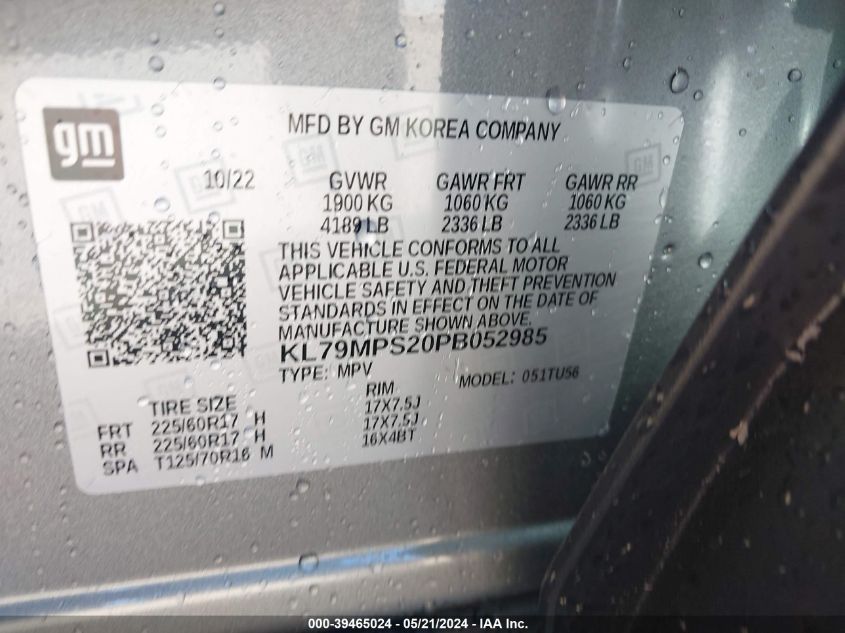 gm
MFD BY GM KOREA COMPANY
10/22 GVWR GAWR FRT GAWR RR
1900 KG 1060 KG 1060 KG
4189 LB 2336 LB 2336 LB
THIS VEHICLE CONFORMS TO ALL
APPLICABLE U.S. FEDERAL MOTOR
VEHICLE SAFETY AND THEFT PREVENTION
STANDARDS IN EFFECT ON THE DATE OF
MANUFACTURE SHOWN ABOVE.
KL79MPS20PB052985
TYPE: MPV MODEL: 051TU56
TIRE SIZE RIM
FRT 225/60R17 H 17X7.5J
RR 225/60R17 H 17X7.5J
SPA T125/70R16 M 16X4BT
000-39465024 - 05/21/2024 - IAA Inc.